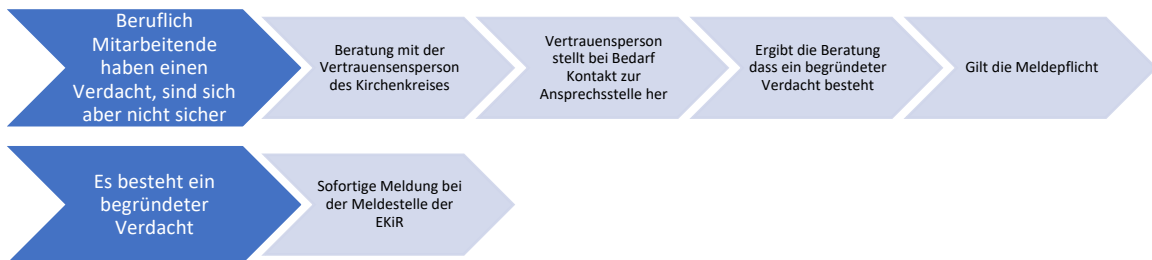 Beruflich
Mitarbeitende
haben einen
Verdacht, sind sich
aber nicht sicher
Beratung mit der
Vertrauensensperson
des Kirchenkreises
Vertrauensperson
stellt bei Bedarf
Kontakt zur
Ansprechsstelle her
Ergibt die Beratung
dass ein begründeter
Verdacht besteht
Gilt die Meldepflicht
Es besteht ein
begründeter
Verdacht
Sofortige Meldung bei
der Meldestelle der
EKiR